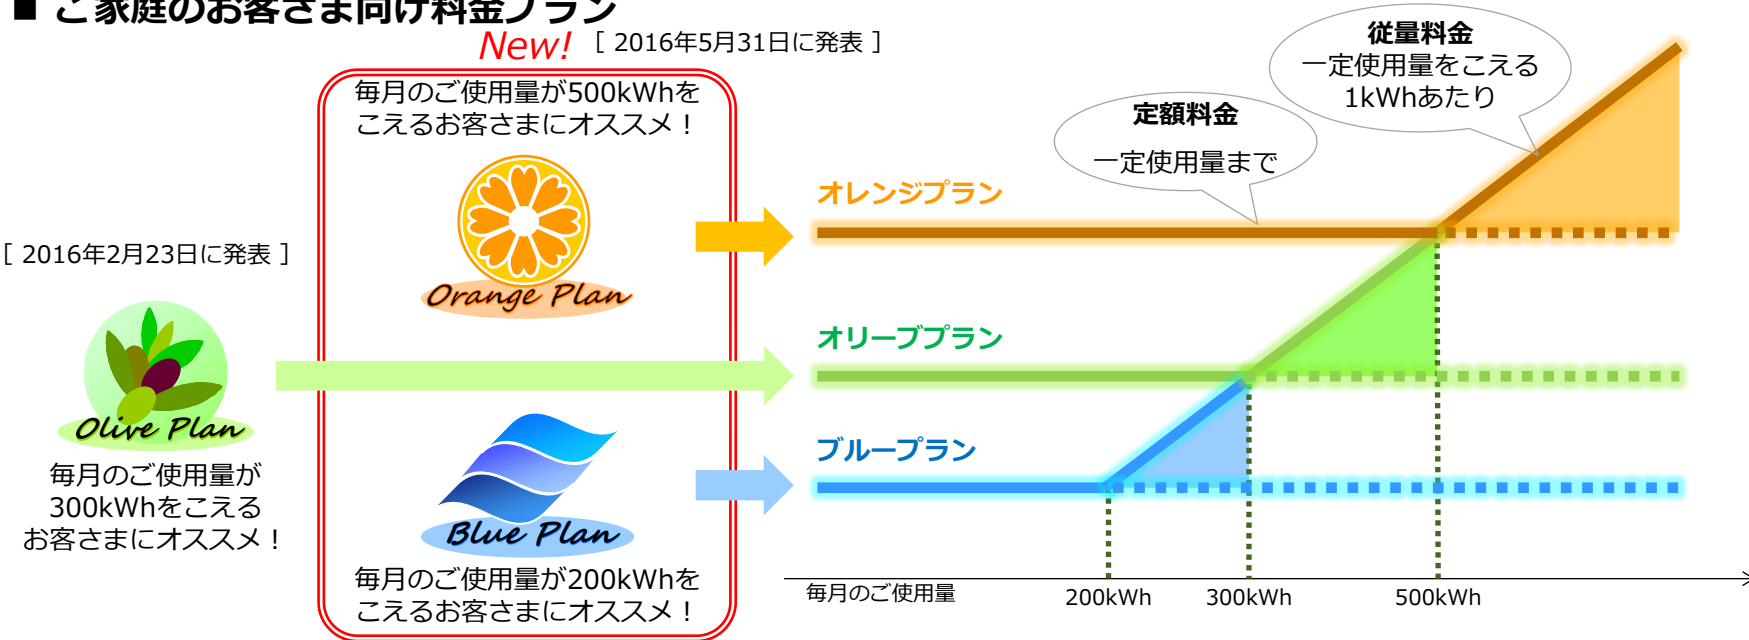 ■ ご家庭のお客さま向け料金プラン
New! [ 2016年5月31日に発表 ]
毎月のご使用量が500kWhを
こえるお客さまにオススメ！
Orange Plan
[ 2016年2月23日に発表 ]
Olive Plan
毎月のご使用量が
300kWhをこえる
お客さまにオススメ！
Blue Plan
毎月のご使用量が200kWhを
こえるお客さまにオススメ！
従量料金
一定使用量をこえる
1kWhあたり
定額料金
一定使用量まで
オレンジプラン
オリーブプラン
ブループラン
毎月のご使用量
200kWh
300kWh
500kWh